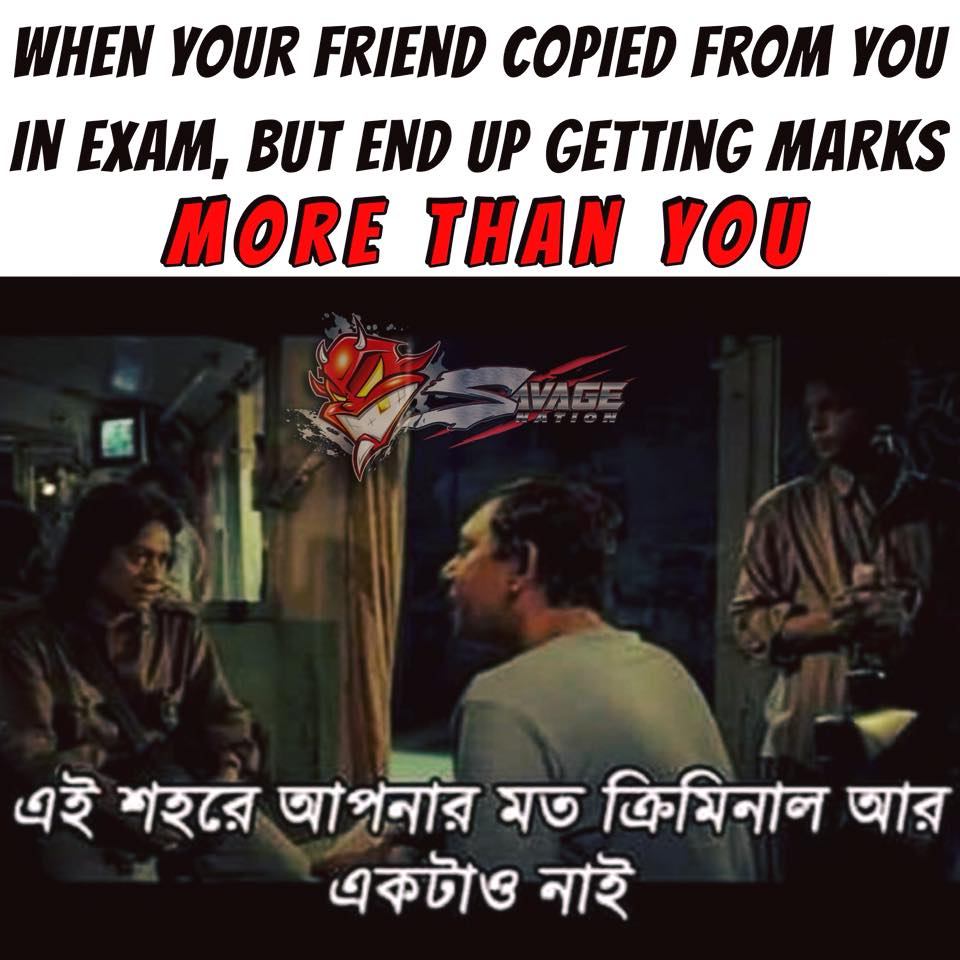 WHEN YOUR FRIEND COPIED FROM YOU
IN EXAM, BUT END UP GETTING MARKS
MORE THAN YOU
SAVAGE
NATION
এই শহরে আপনার মত ক্রিমিনাল আর
একটাও নাই